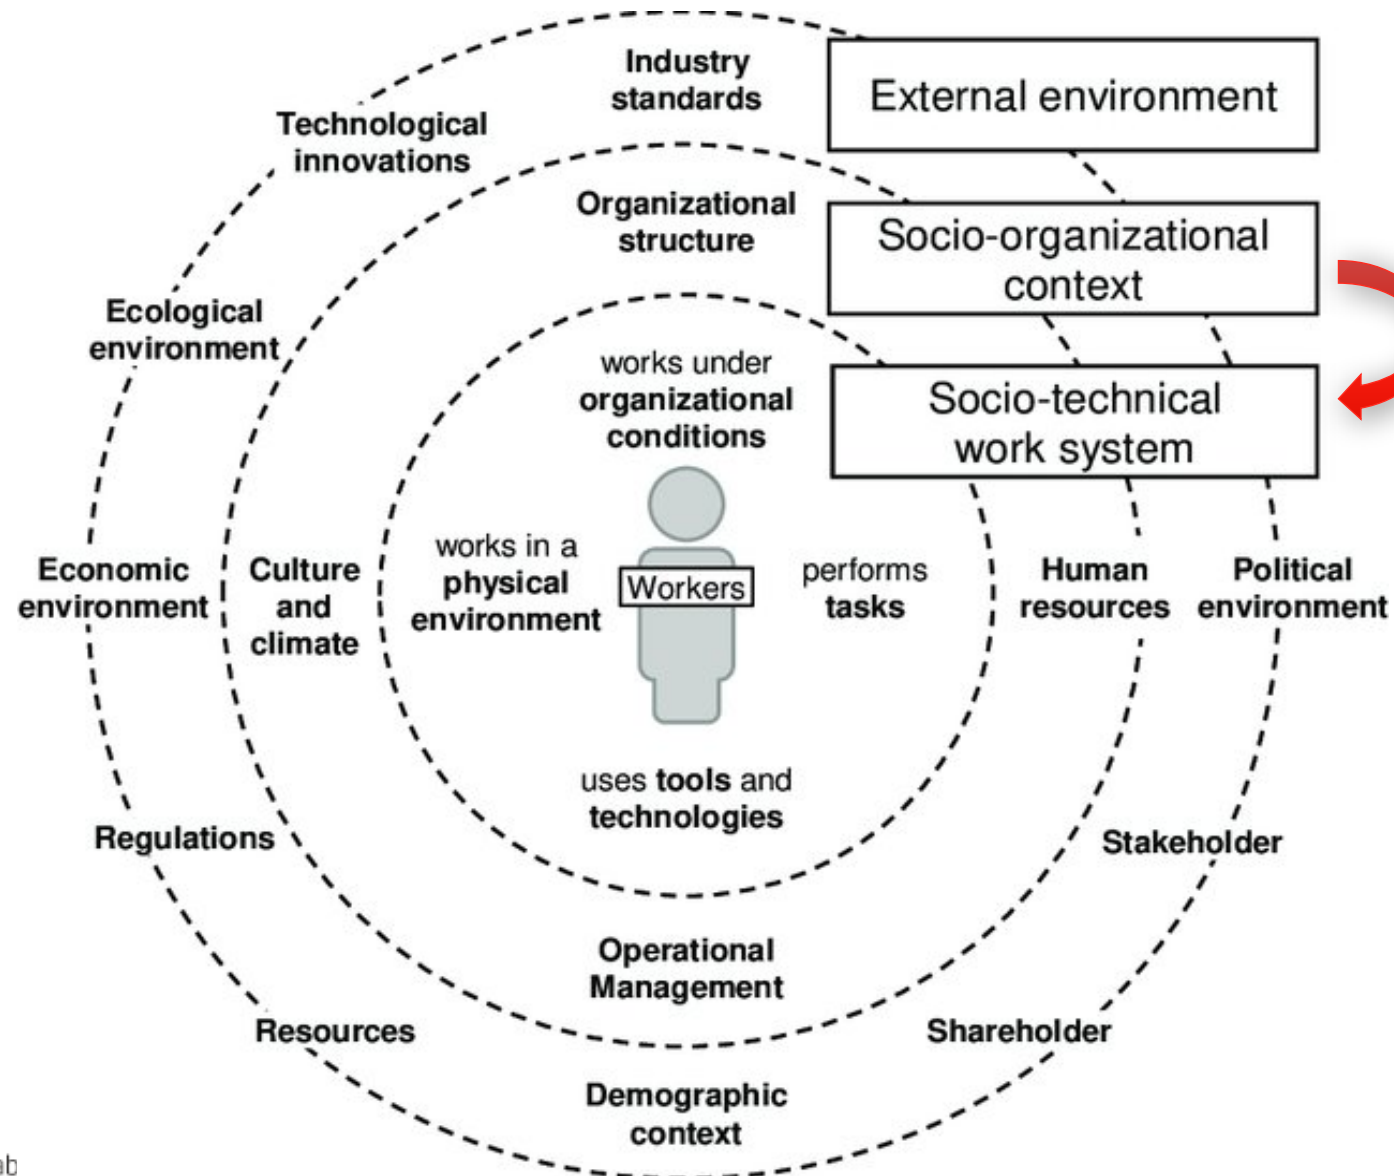 Industry
standards
External environment
Technological
innovations
Organizational
structure
Socio-organizational
context
Ecological
environment
works under
organizational
conditions
Socio-technical
work system
Economic
environment
Culture
and
climate
works in a
physical
environment
Workers
performs
tasks
Human
resources
Political
environment
uses tools and
technologies
Regulations
Stakeholder
Operational
Management
Resources
Shareholder
Demographic
context
ab